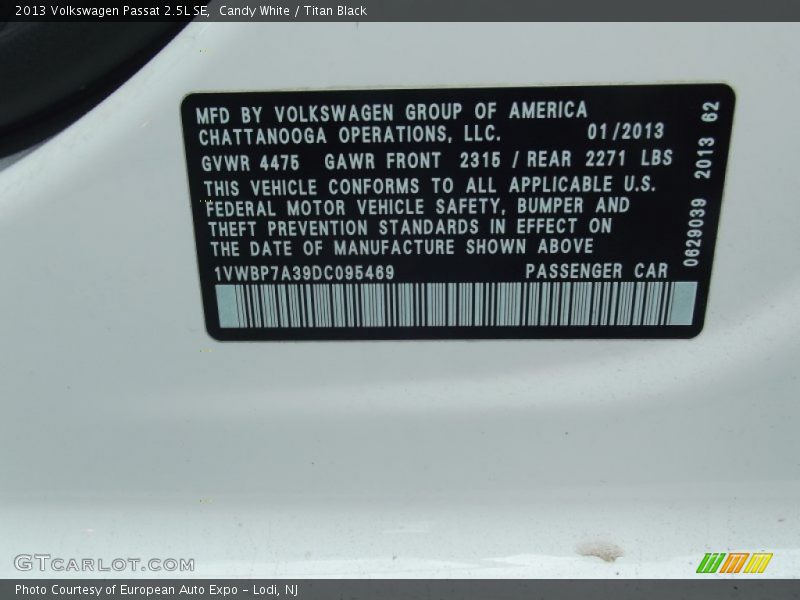 2013 Volkswagen Passat 2.5L SE, Candy White / Titan Black
MFD BY VOLKSWAGEN GROUP OF AMERICA
CHATTANOOGA OPERATIONS, LLC. 01/2013
GVWR 4475 GAWR FRONT 2315 / REAR 2271 LBS
THIS VEHICLE CONFORMS TO ALL APPLICABLE U.S.
FEDERAL MOTOR VEHICLE SAFETY, BUMPER AND
THEFT PREVENTION STANDARDS IN EFFECT ON
THE DATE OF MANUFACTURE SHOWN ABOVE
1VWBP7A39DC095469 PASSENGER CAR
0629039 2013 62
GTCARLOT.COM
Photo Courtesy of European Auto Expo - Lodi, NJ